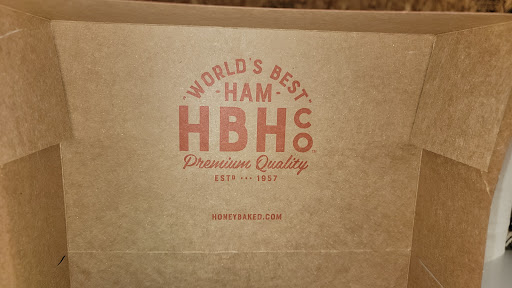 WORLD'S BEST
- HAM -
HBH CO
Premium Quality
ESTD ··· 1957
HONEYBAKED.COM